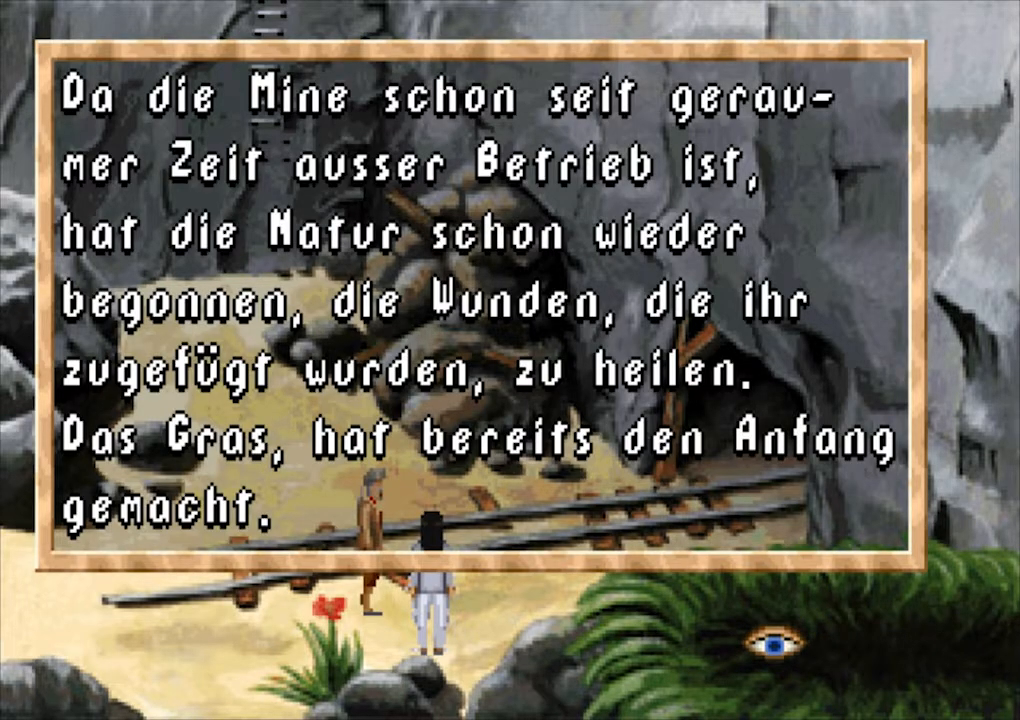 Da die Mine schon seit gerau-
mer Zeit ausser Betrieb ist,
hat die Natur schon wieder
begonnen, die Wunden, die ihr
zugefügt wurden, zu heilen.
Das Gras, hat bereits den Anfang
gemacht.